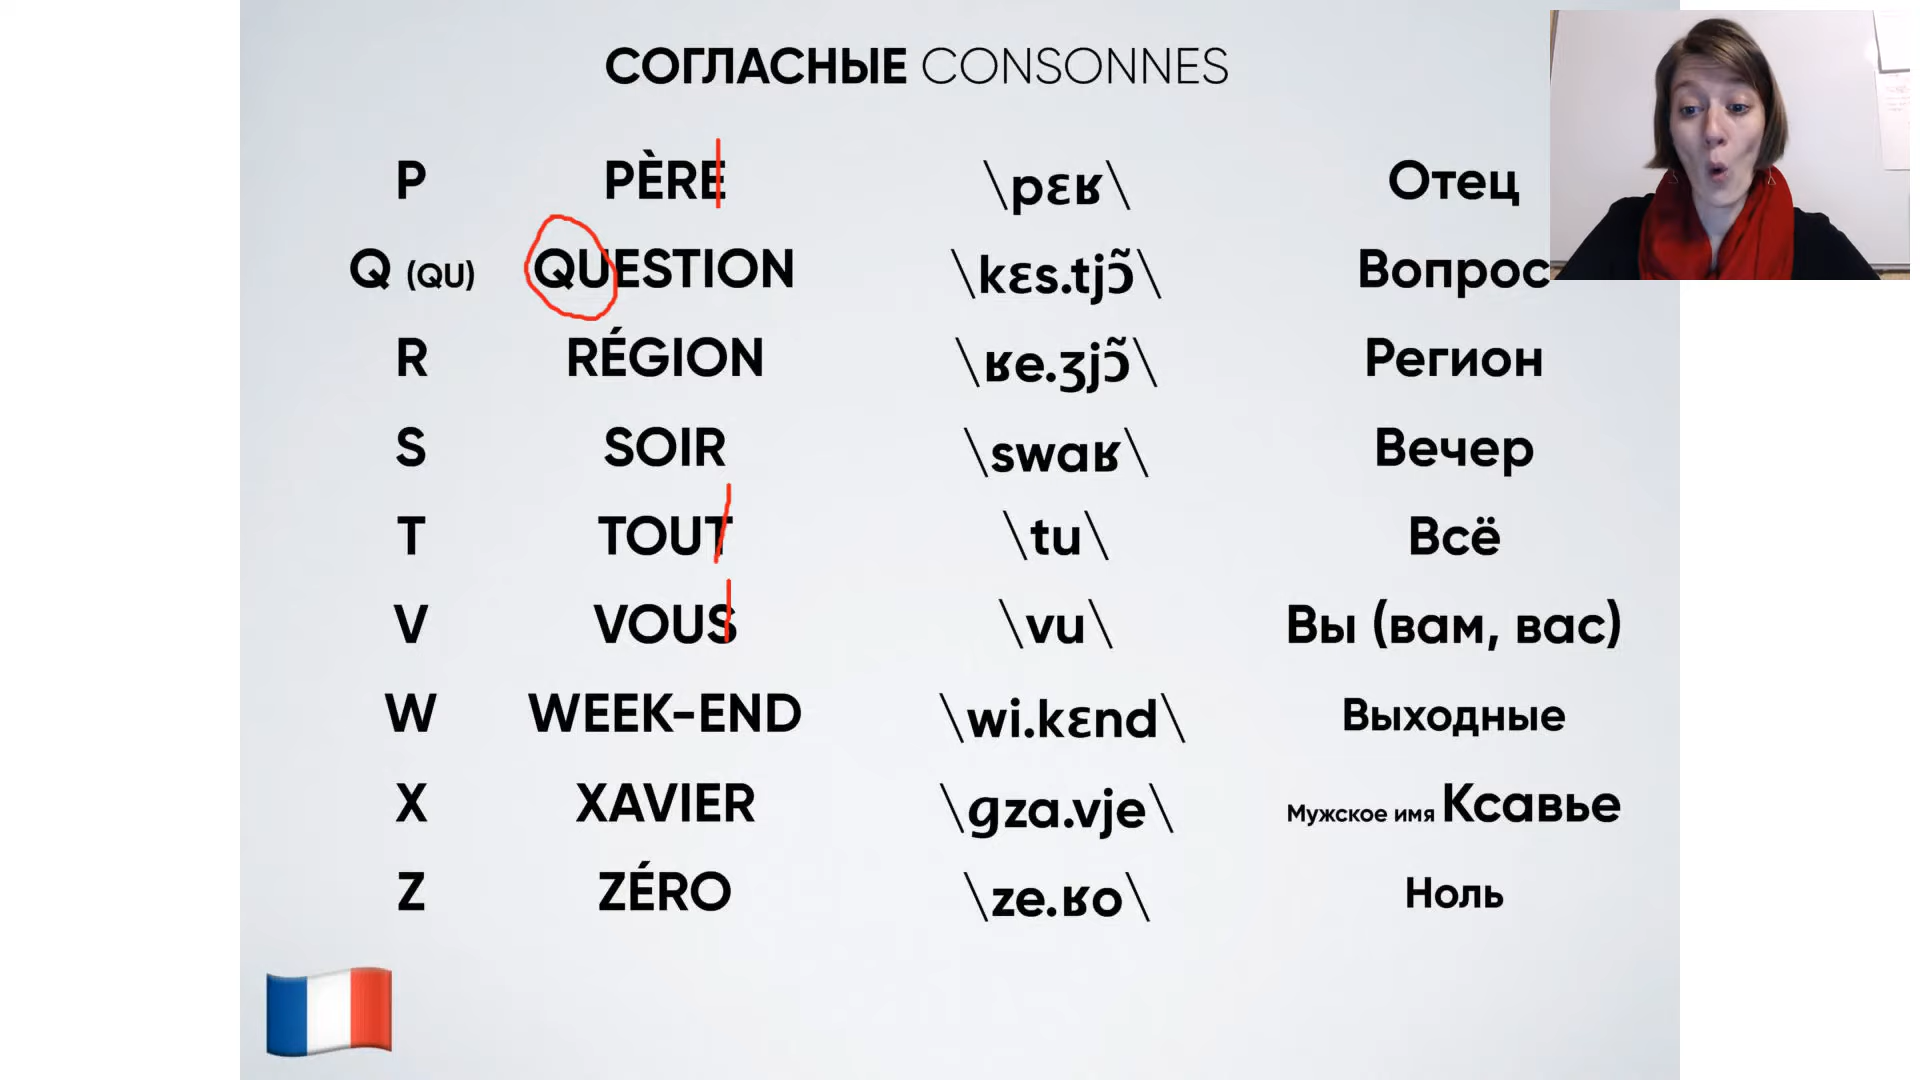 СОГЛАСНЫЕ CONSONNES
P PÈRE \pɛʁ\ Отец
Q (QU) QUESTION \kɛs.tjɔ̃\ Вопрос
R RÉGION \ʁe.ʒjɔ̃\ Регион
S SOIR \swaʁ\ Вечер
T TOUT \tu\ Всё
V VOUS \vu\ Вы (вам, вас)
W WEEK-END \wi.kɛnd\ Выходные
X XAVIER \ɡza.vje\ Мужское имя Ксавье
Z ZÉRO \ze.ʁo\ Ноль